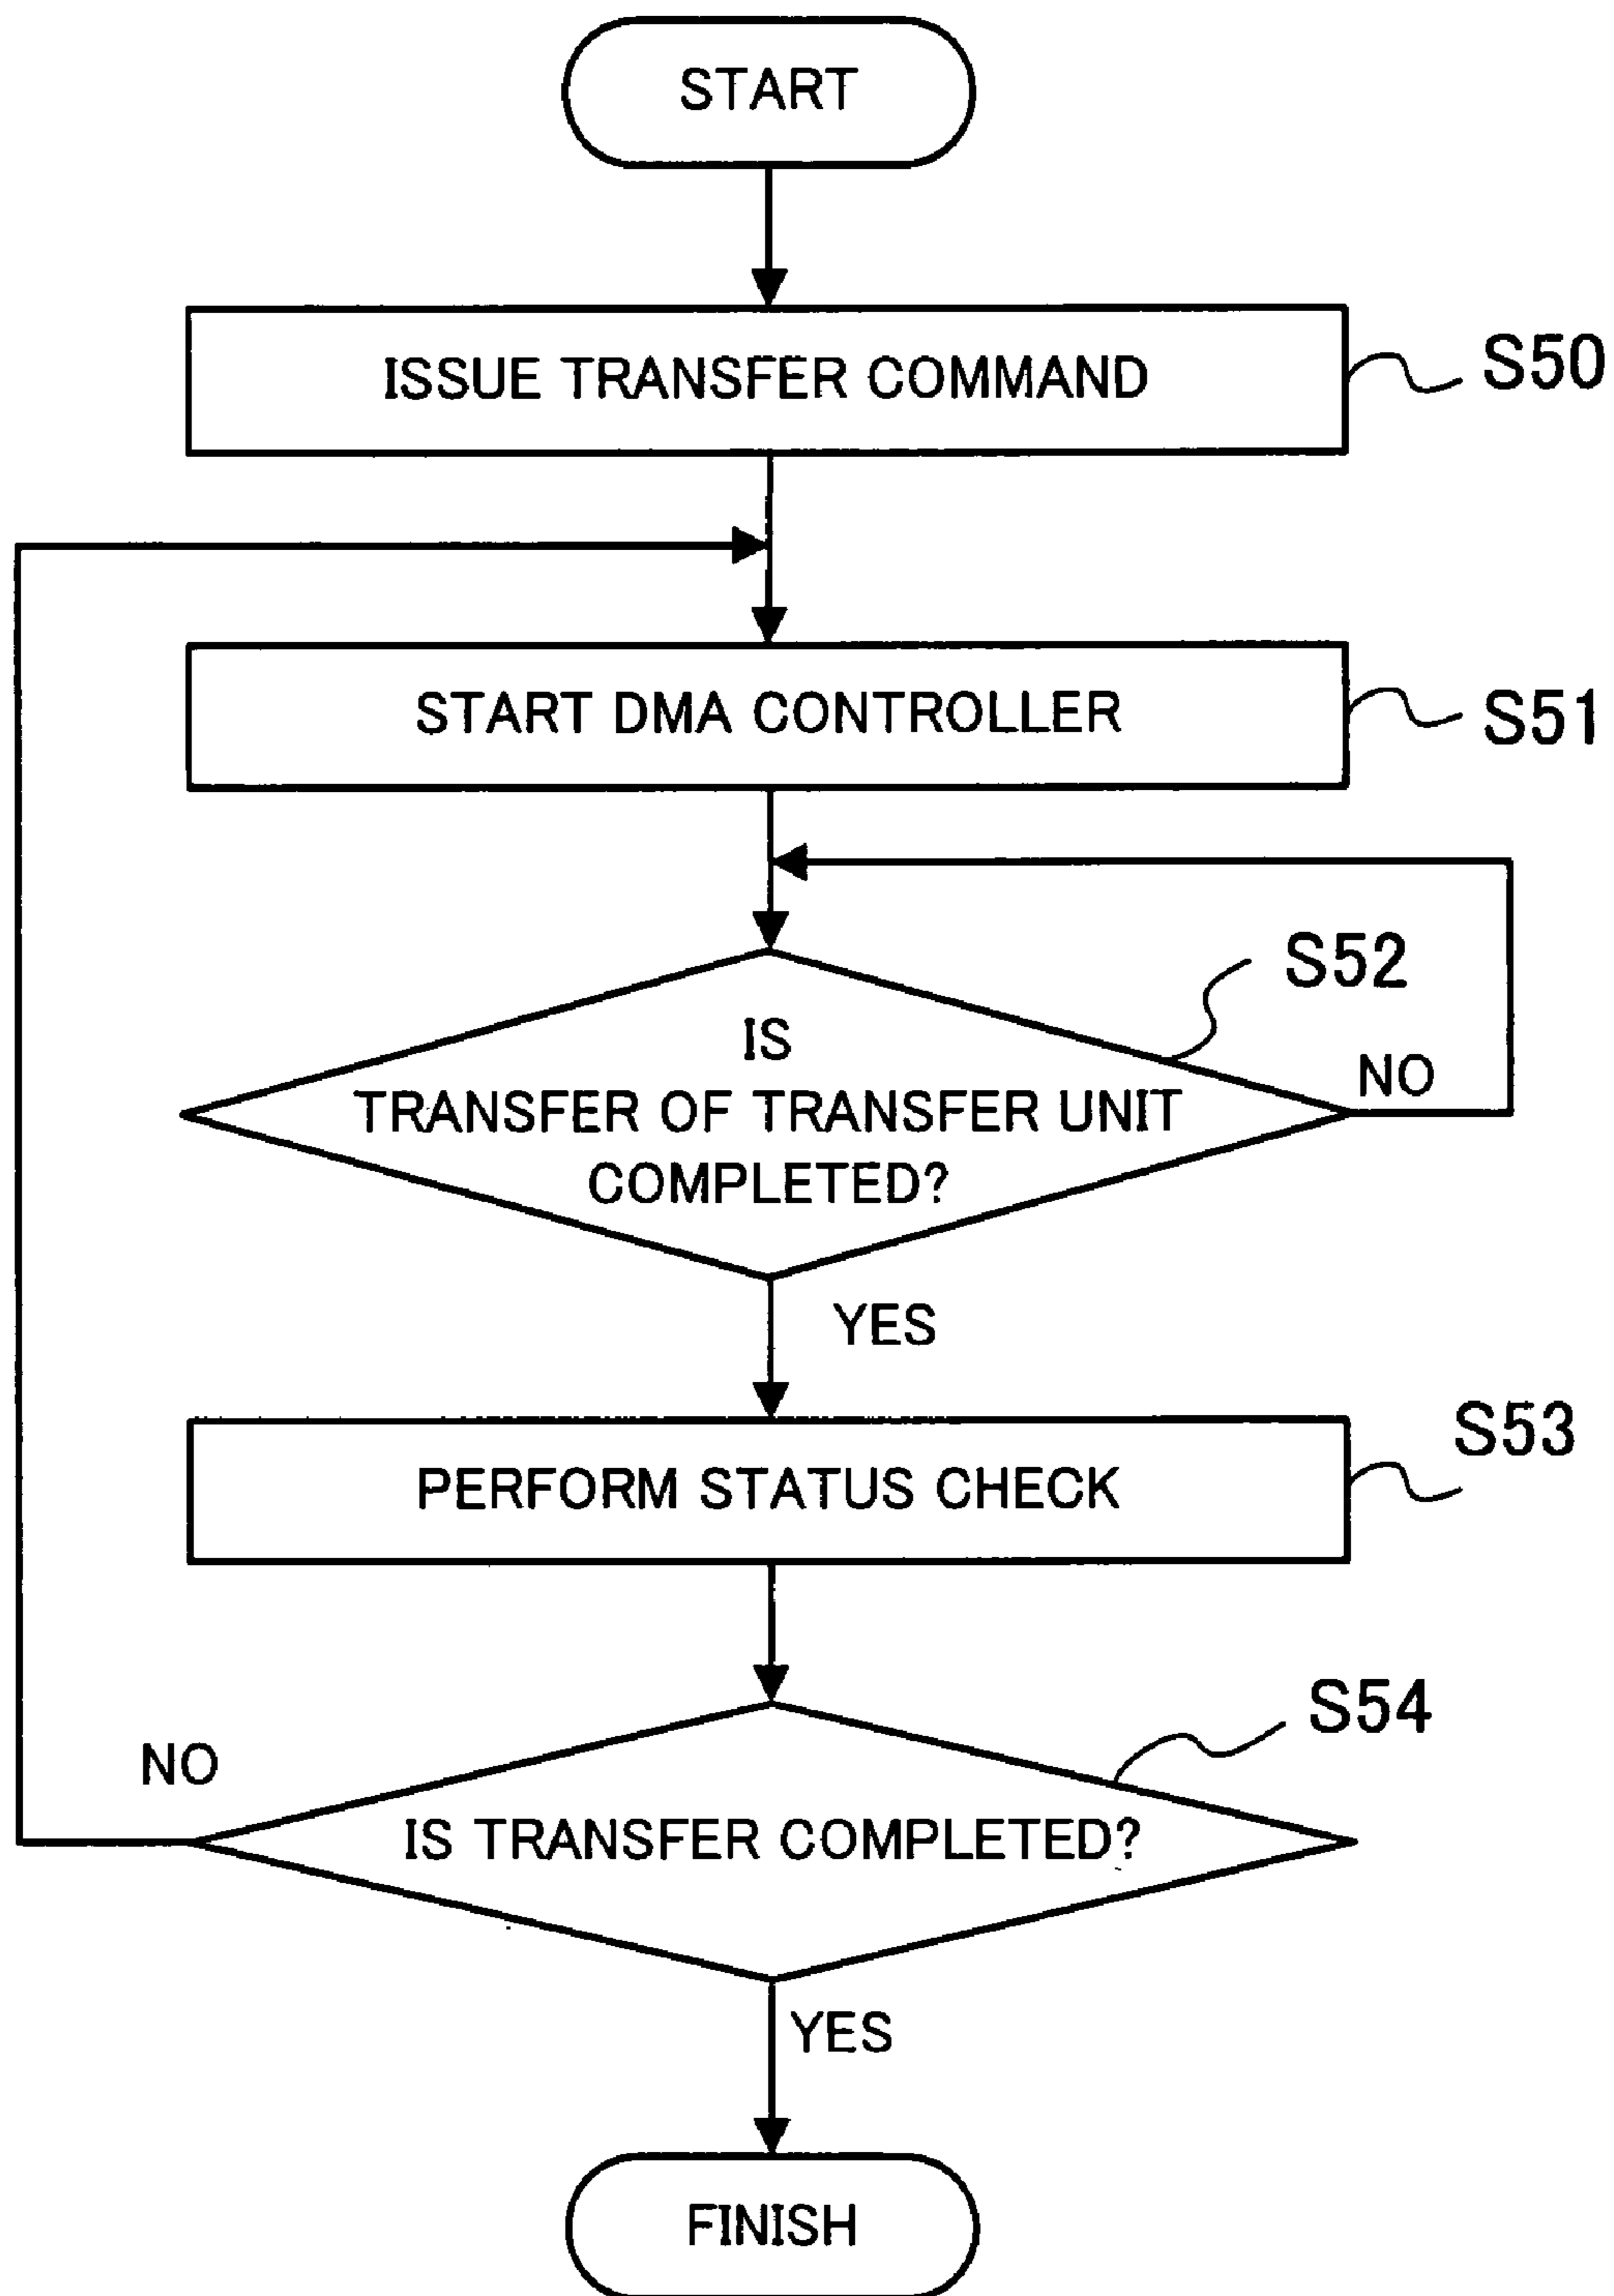 START
ISSUE TRANSFER COMMAND
S50
START DMA CONTROLLER
S51
S52
IS
TRANSFER OF TRANSFER UNIT
COMPLETED?
NO
YES
PERFORM STATUS CHECK
S53
S54
NO
IS TRANSFER COMPLETED?
YES
FINISH